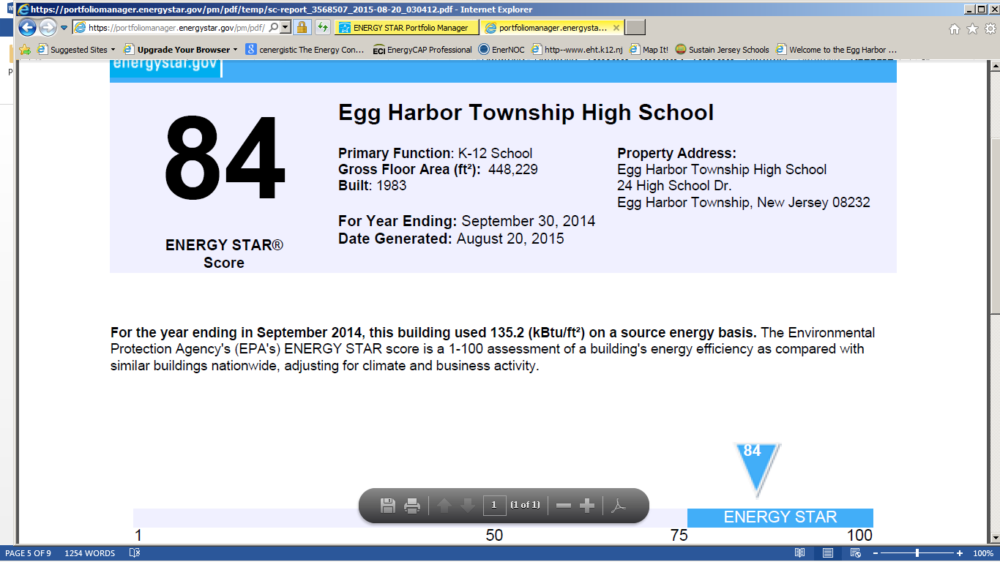 https://portfoliomanager.energystar.gov/pm/pdf/temp/sc-report_3568507_2015-08-20_030412.pdf - Internet Explorer
https://portfoliomanager.energystar.gov/pm/pdf/
ENERGY STAR Portfolio Manager
portfoliomanager.energysta...
Suggested Sites
Upgrade Your Browser
cenergistic The Energy Con...
ECi EnergyCAP Professional
EnerNOC
http--www.eht.k12.nj
Map It!
Sustain Jersey Schools
Welcome to the Egg Harbor ...
P
energystar.gov
84
ENERGY STAR®
Score
Egg Harbor Township High School
Primary Function: K-12 School
Gross Floor Area (ft²): 448,229
Built: 1983
For Year Ending: September 30, 2014
Date Generated: August 20, 2015
Property Address:
Egg Harbor Township High School
24 High School Dr.
Egg Harbor Township, New Jersey 08232
For the year ending in September 2014, this building used 135.2 (kBtu/ft²) on a source energy basis. The Environmental
Protection Agency's (EPA's) ENERGY STAR score is a 1-100 assessment of a building's energy efficiency as compared with
similar buildings nationwide, adjusting for climate and business activity.
84
1 (1 of 1)
ENERGY STAR
1 50 75 100
PAGE 5 OF 9 1254 WORDS 100%